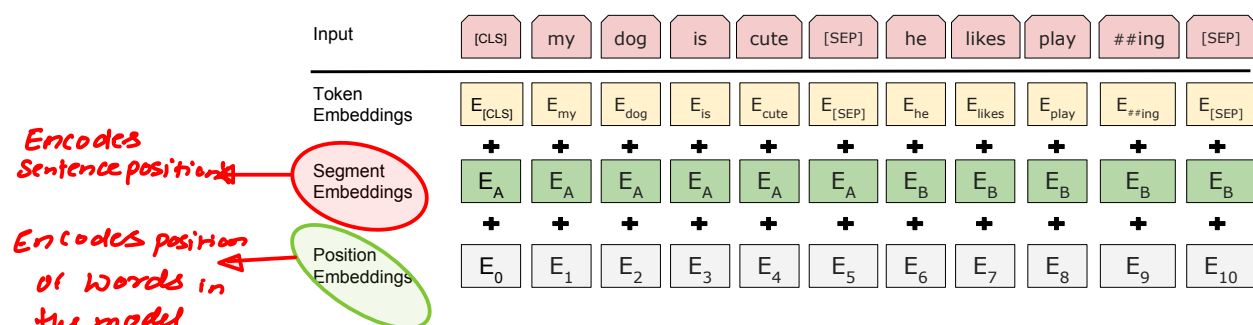 Input [CLS] my dog is cute [SEP] he likes play ##ing [SEP]
Token Embeddings E[CLS] Emy Edog Eis Ecute E[SEP] Ehe Elikes Eplay E##ing E[SEP]
+ + + + + + + + + + +
Encodes
Sentence position
Segment Embeddings EA EA EA EA EA EA EB EB EB EB EB
+ + + + + + + + + + +
Encodes position
of words in
the model
Position Embeddings E0 E1 E2 E3 E4 E5 E6 E7 E8 E9 E10